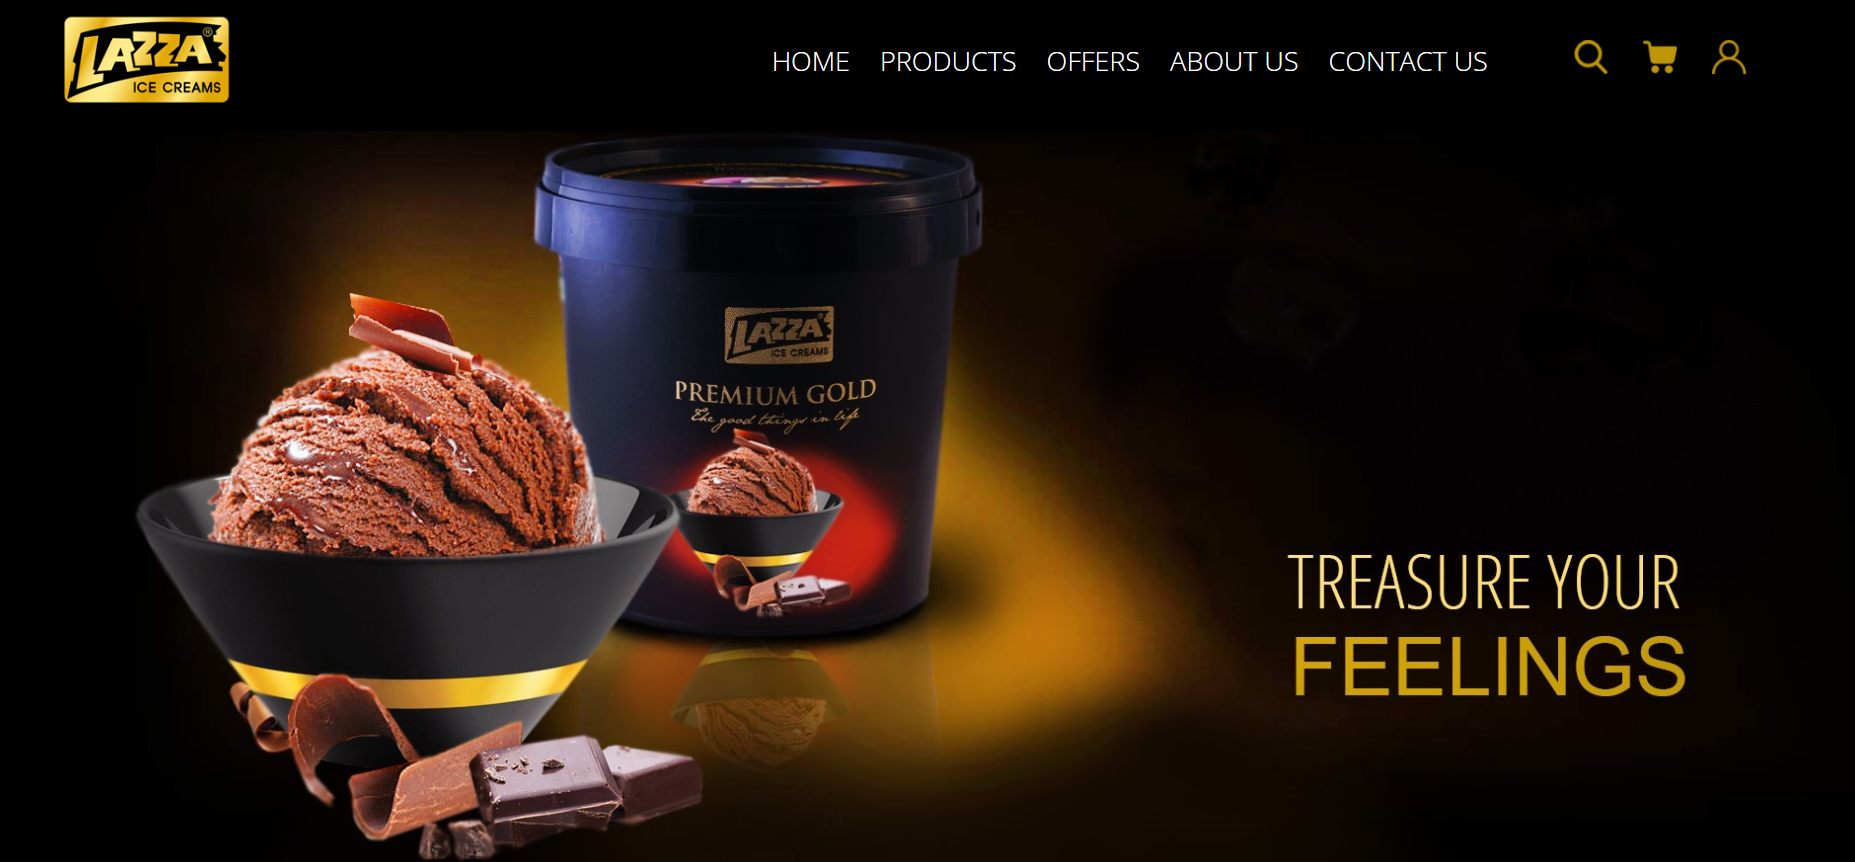 LAZZA®
ICE CREAMS
HOME PRODUCTS OFFERS ABOUT US CONTACT US
LAZZA®
ICE CREAMS
PREMIUM GOLD
The good things in life
TREASURE YOUR
FEELINGS